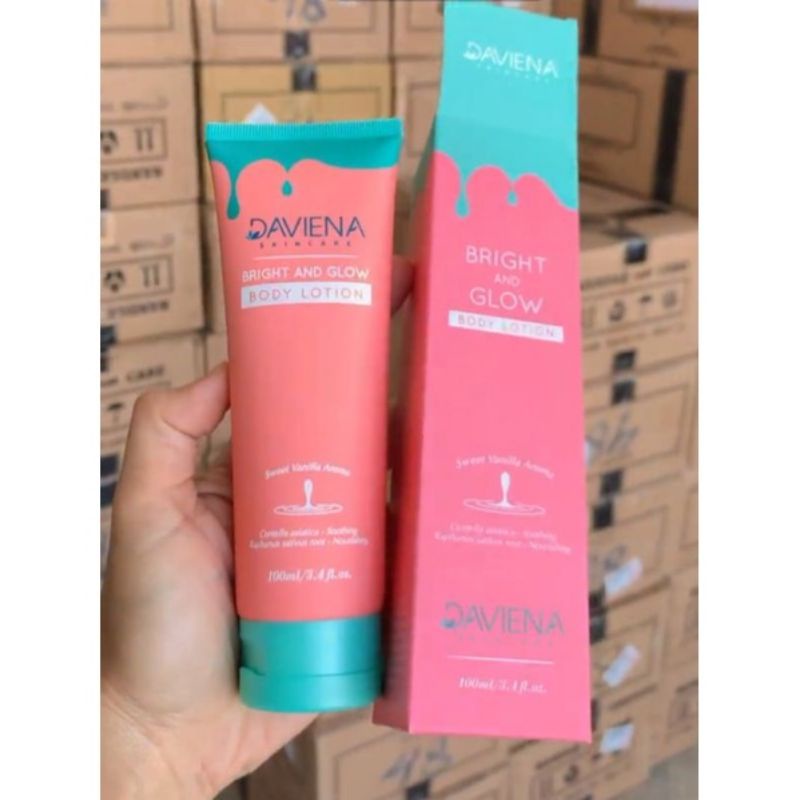 DAVIENA
SKINCARE
BRIGHT AND GLOW
BODY LOTION
Sweet Vanilla Aroma
Centella asiatica - Soothing
Raphanus sativus root - Nourishing
100ml/3.4 fl.oz.
DAVIENA
SKINCARE
BRIGHT
AND
GLOW
BODY LOTION
Sweet Vanilla Aroma
Centella asiatica - Soothing
Raphanus sativus root - Nourishing
DAVIENA
SKINCARE
100ml/3.4 fl.oz.